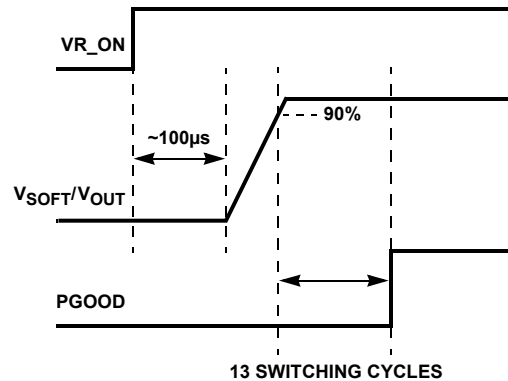 VR_ON
90%
~100µs
VSOFT/VOUT
PGOOD
13 SWITCHING CYCLES